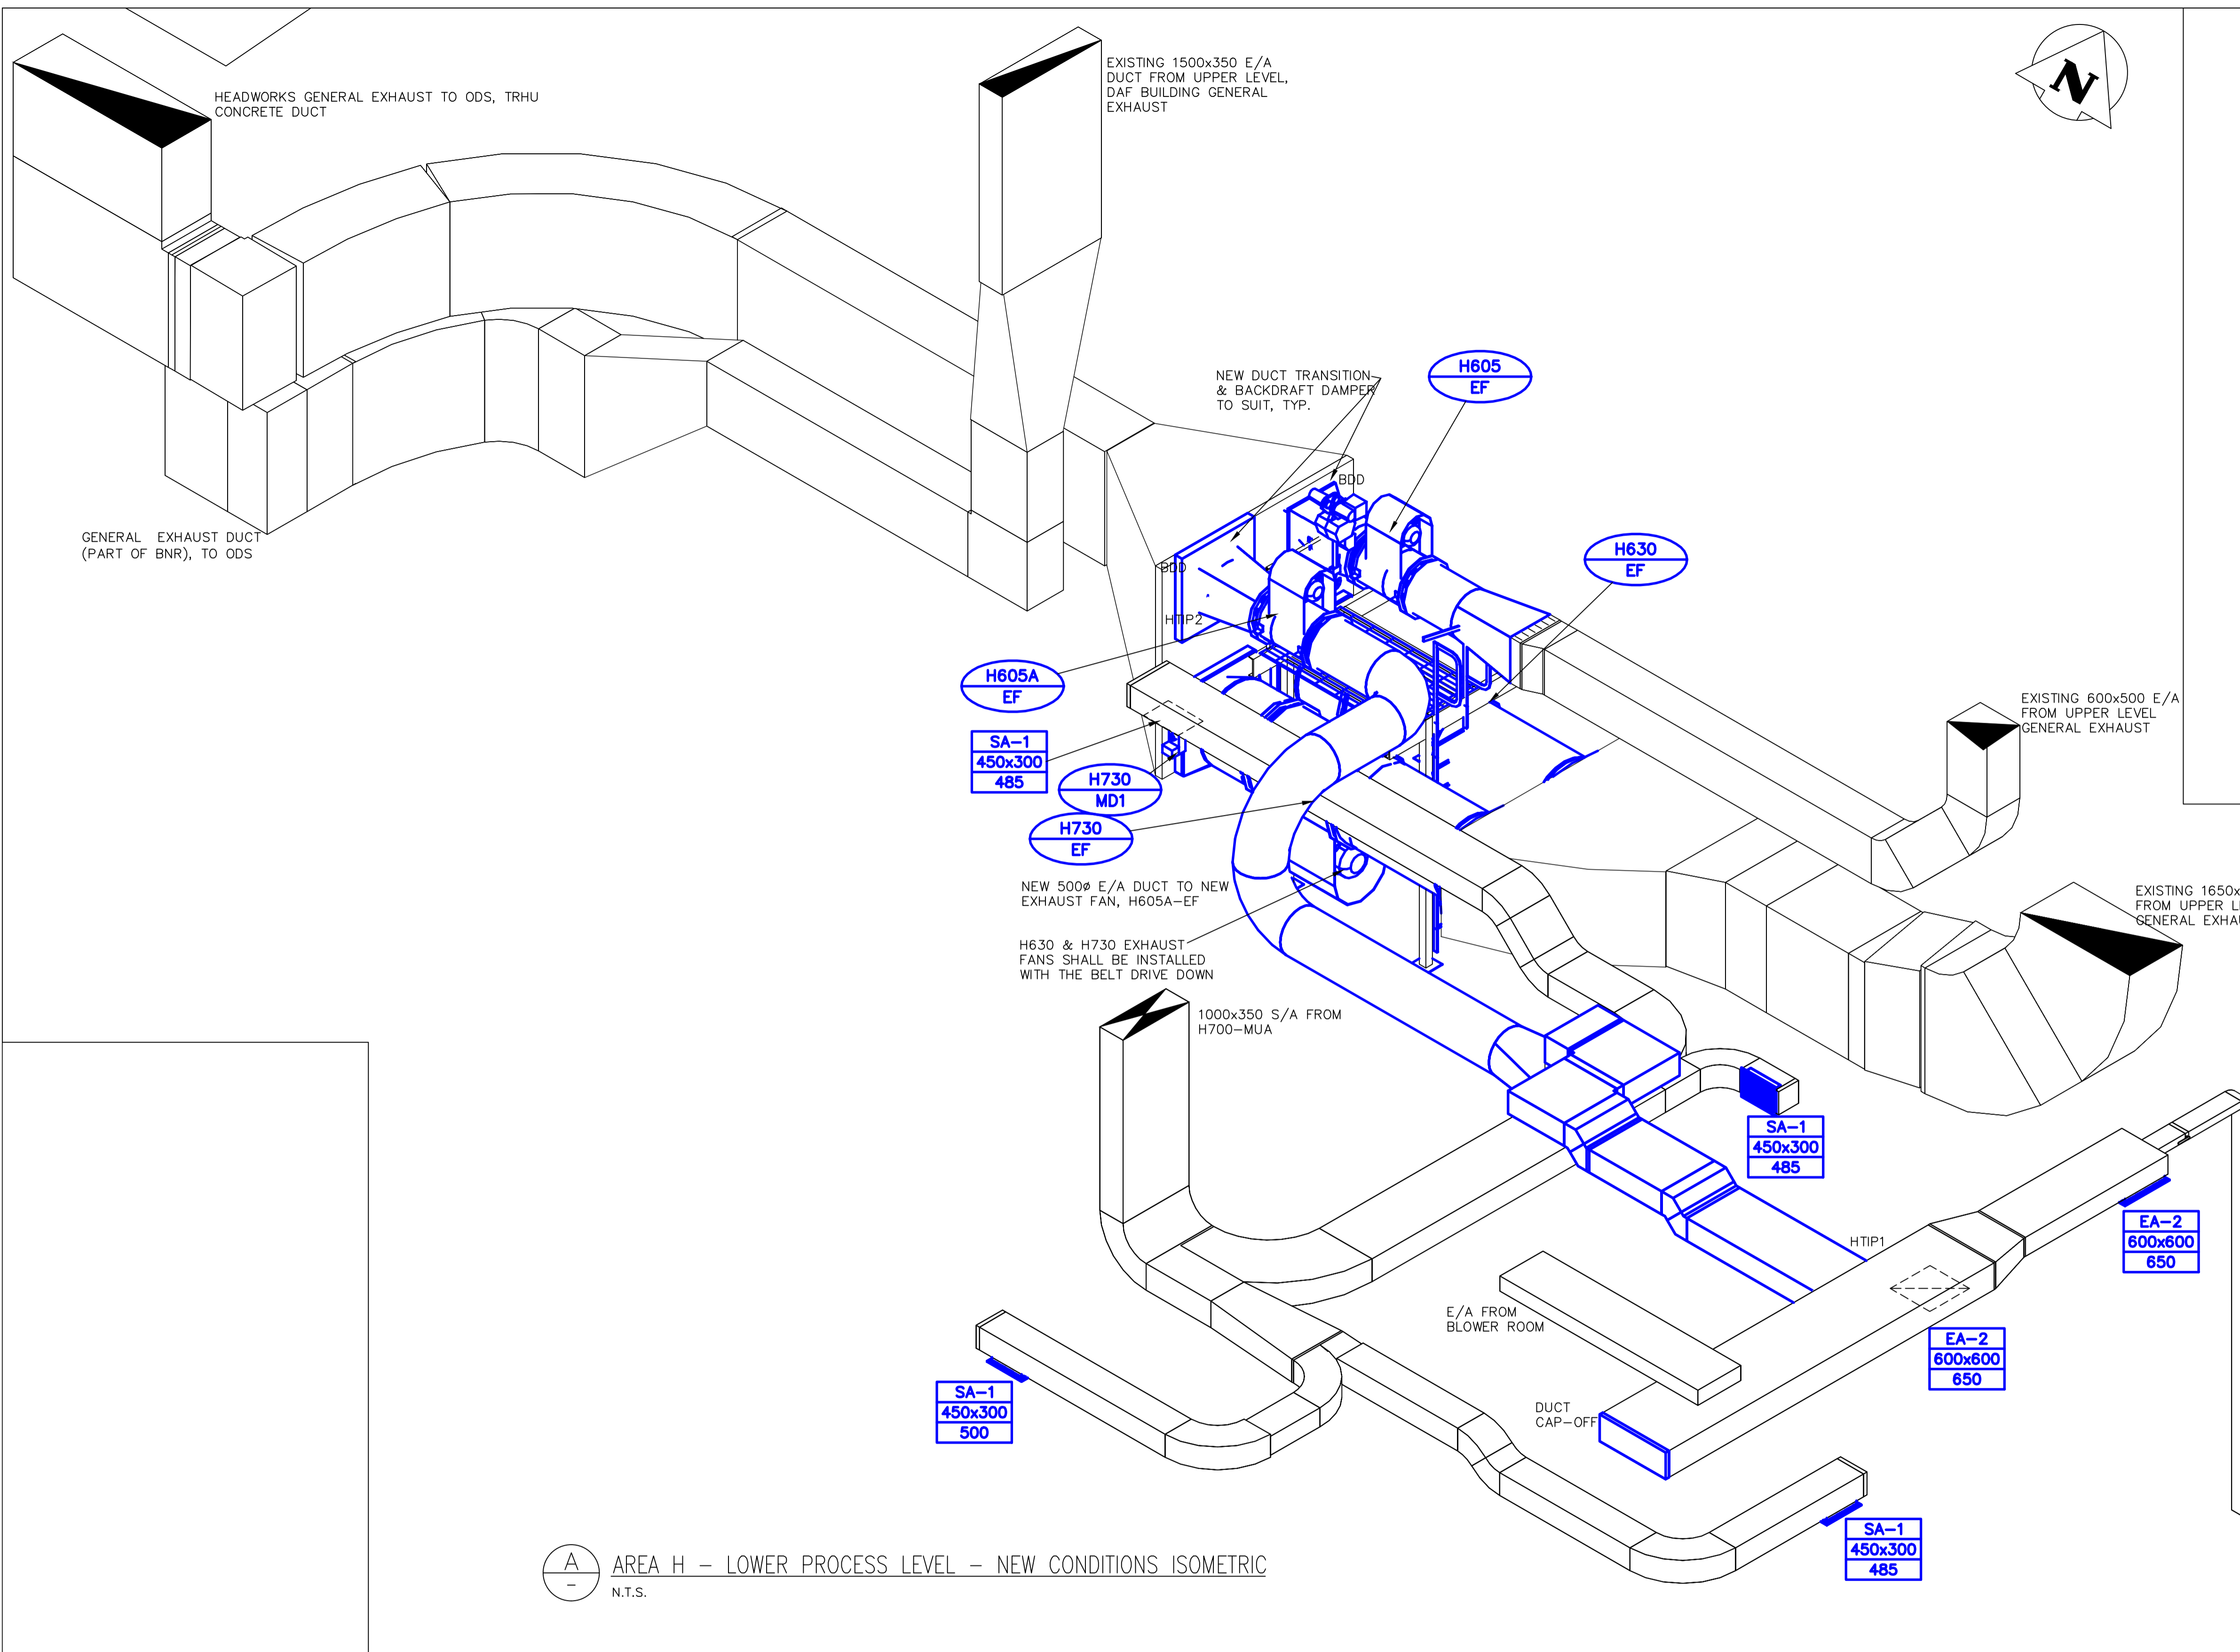 HEADWORKS GENERAL EXHAUST TO ODS, TRHU
CONCRETE DUCT
EXISTING 1500x350 E/A
DUCT FROM UPPER LEVEL,
DAF BUILDING GENERAL
EXHAUST
N
NEW DUCT TRANSITION
& BACKDRAFT DAMPER
TO SUIT, TYP.
H605
EF
BDD
GENERAL EXHAUST DUCT
(PART OF BNR), TO ODS
H630
EF
BDD
HTIP2
H605A
EF
EXISTING 600x500 E/A
FROM UPPER LEVEL
GENERAL EXHAUST
SA-1
450x300
485
H730
MD1
H730
EF
NEW 500ø E/A DUCT TO NEW
EXHAUST FAN, H605A-EF
EXISTING 1650x
FROM UPPER
GENERAL
H630 & H730 EXHAUST
FANS SHALL BE INSTALLED
WITH THE BELT DRIVE DOWN
1000x350 S/A FROM
H700-MUA
SA-1
450x300
485
EA-2
600x600
650
HTIP1
E/A FROM
BLOWER ROOM
EA-2
600x600
650
SA-1
450x300
500
DUCT
CAP-OFF
SA-1
450x300
485
A
-
AREA H - LOWER PROCESS LEVEL - NEW CONDITIONS ISOMETRIC
N.T.S.